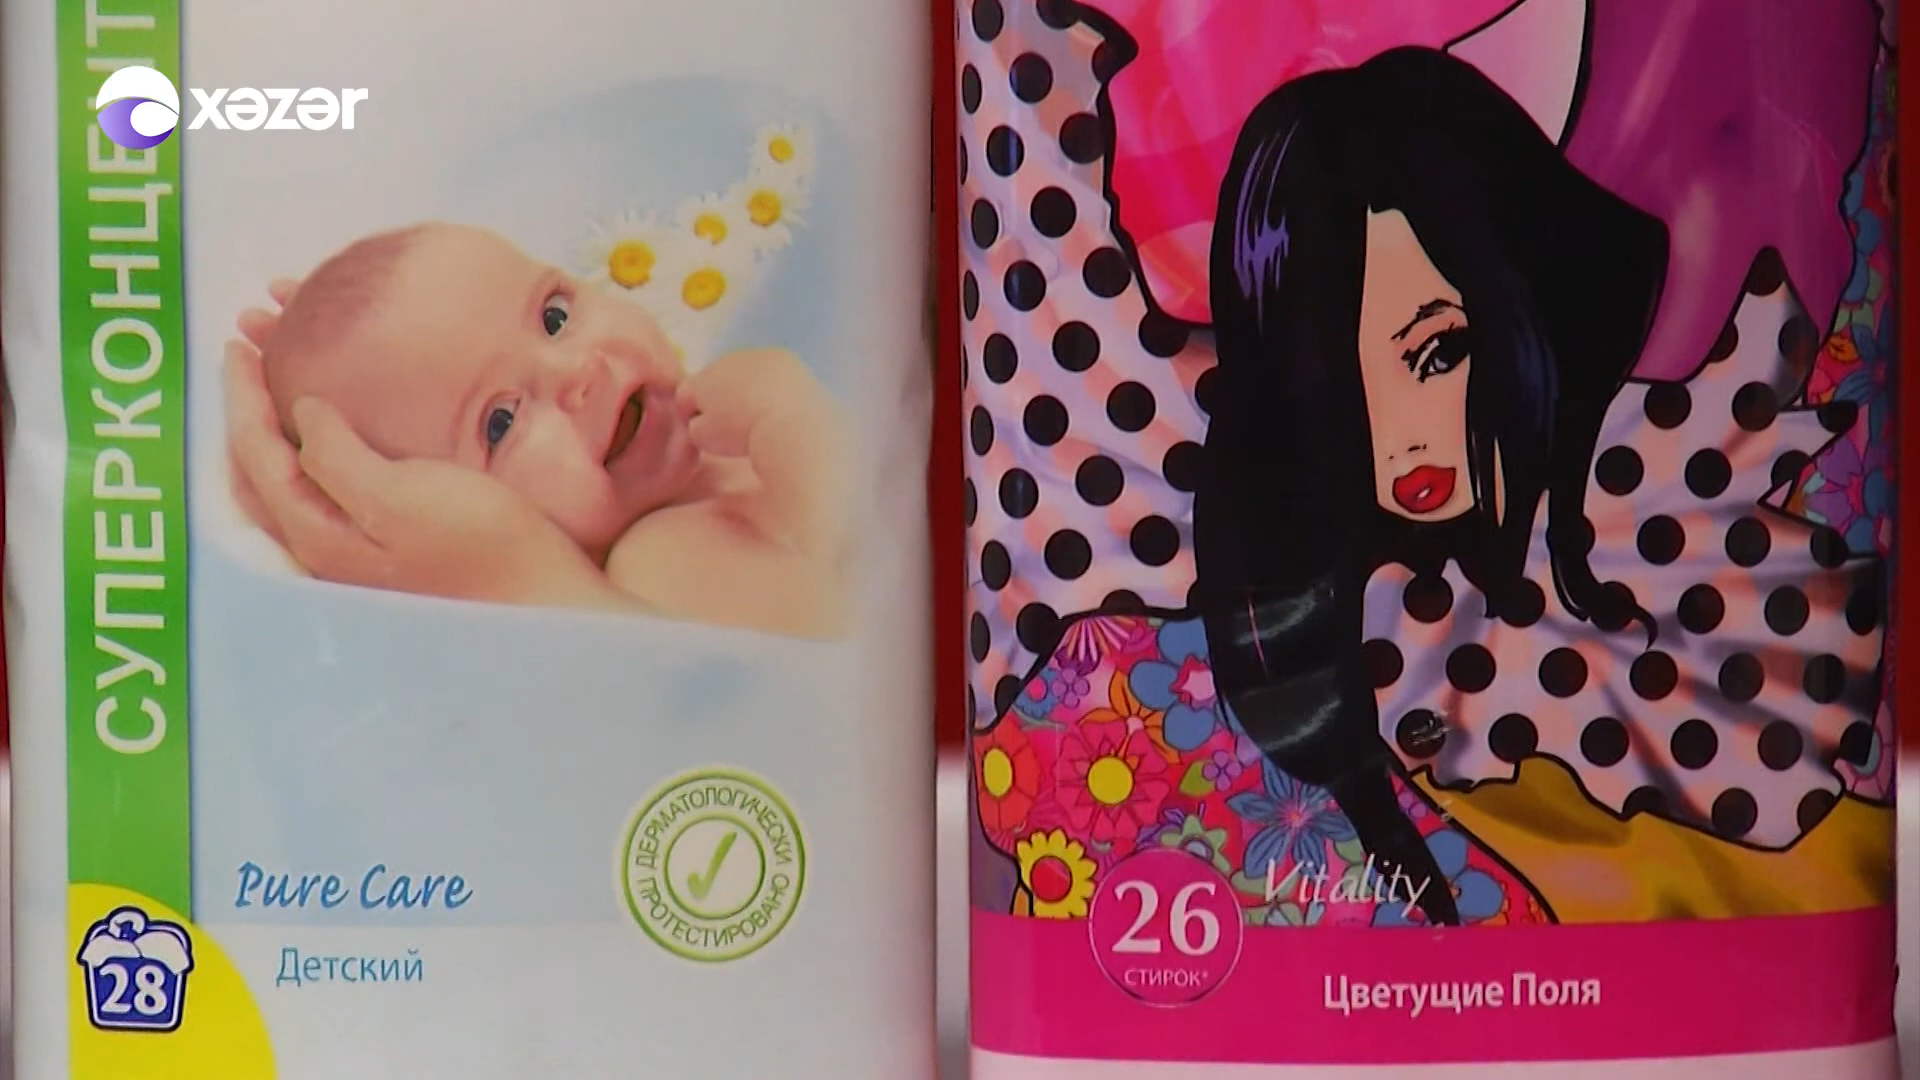 xəzər
СУПЕРКОНЦЕНТ
Pure Care
Детский
28
ДЕРМАТОЛОГИЧЕСКИ
ПРОТЕСТИРОВАНО
Vitality
26
СТИРОК*
Цветущие Поля